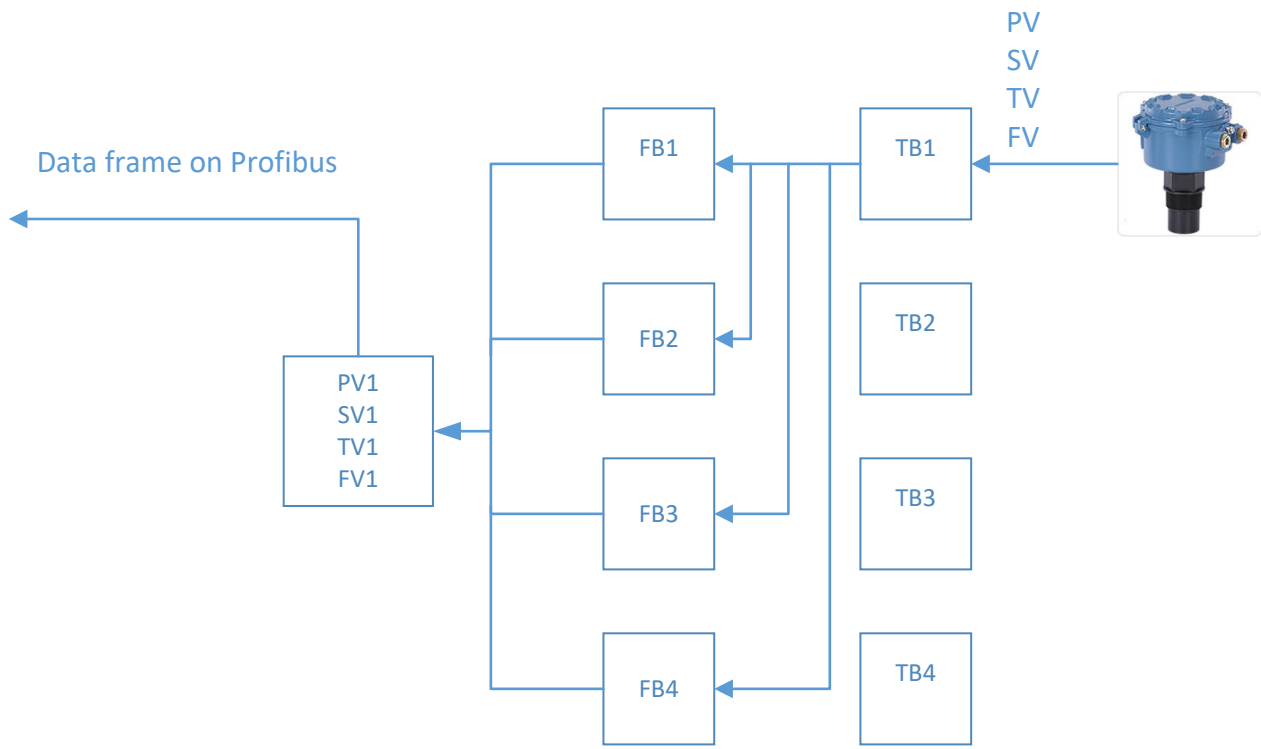 PV
SV
TV
FV
Data frame on Profibus
FB1
TB1
FB2
TB2
PV1
SV1
TV1
FV1
FB3
TB3
FB4
TB4